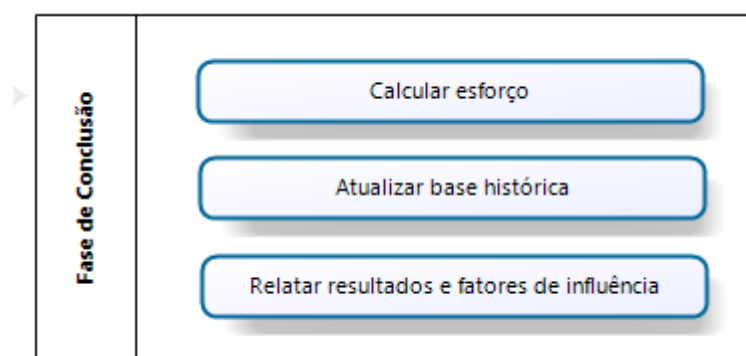 Fase de Conclusão
Calcular esforço
Atualizar base histórica
Relatar resultados e fatores de influência